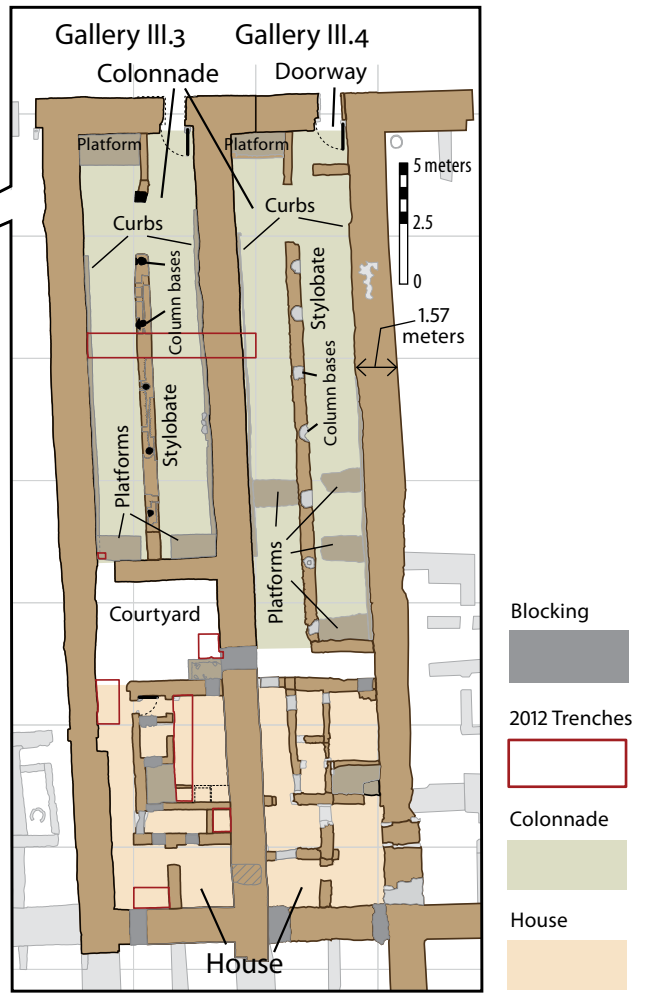 Gallery III.3
Gallery III.4
Colonnade
Doorway
Platform
Platform
5 meters
2.5
0
Curbs
Curbs
Column bases
Stylobate
Stylobate
Column bases
1.57
meters
Platforms
Platforms
Courtyard
House
Blocking
2012 Trenches
Colonnade
House